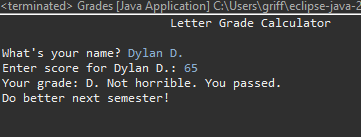 <terminated> Grades [Java Application] C:\Users\griff\eclipse-java-2
Letter Grade Calculator
What's your name? Dylan D.
Enter score for Dylan D.: 65
Your grade: D. Not horrible. You passed.
Do better next semester!